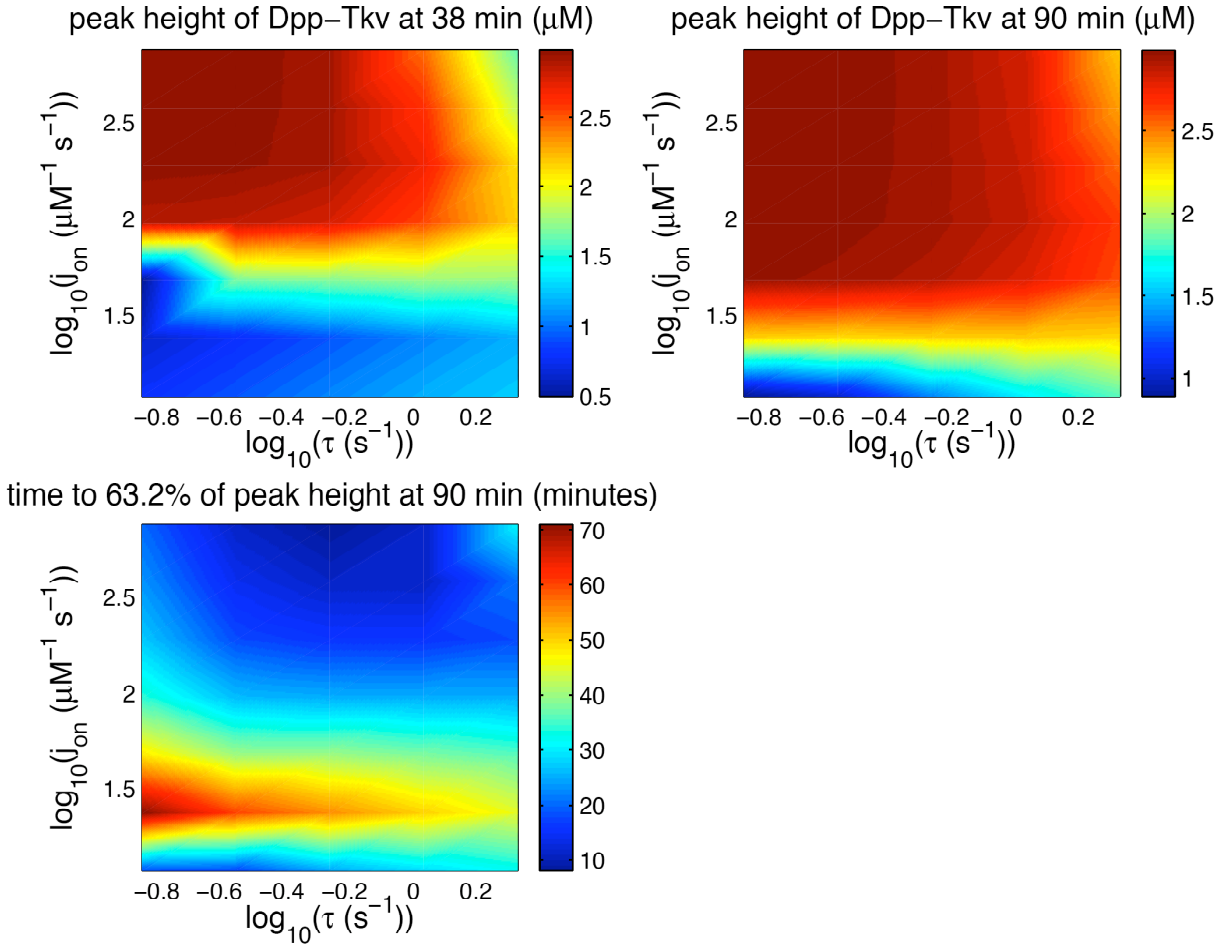 peak height of Dpp−Tkv at 38 min (μM)
log10(jon (μM−1 s−1))
2.5
2
1.5
−0.8 −0.6 −0.4 −0.2 0 0.2
log10(τ (s−1))
2.5
2
1.5
1
0.5
peak height of Dpp−Tkv at 90 min (μM)
log10(jon (μM−1 s−1))
2.5
2
1.5
−0.8 −0.6 −0.4 −0.2 0 0.2
log10(τ (s−1))
2.5
2
1.5
1
time to 63.2% of peak height at 90 min (minutes)
log10(jon (μM−1 s−1))
2.5
2
1.5
−0.8 −0.6 −0.4 −0.2 0 0.2
log10(τ (s−1))
70
60
50
40
30
20
10